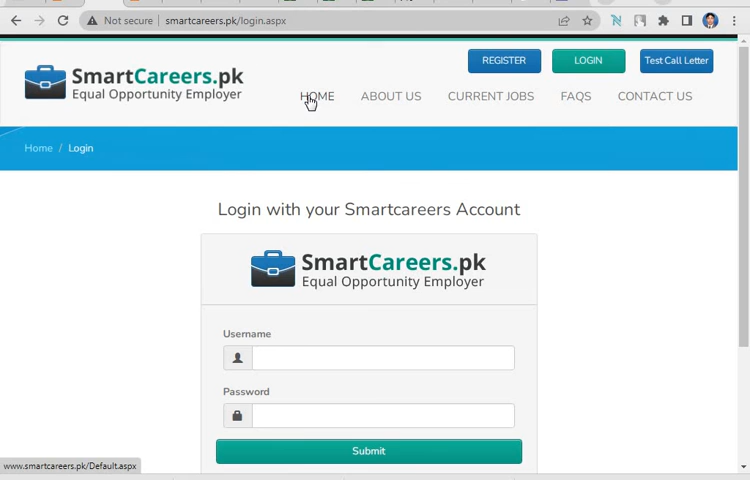 Not secure | smartcareers.pk/login.aspx
REGISTER LOGIN Test Call Letter
SmartCareers.pk
Equal Opportunity Employer
HOME ABOUT US CURRENT JOBS FAQS CONTACT US
Home / Login
Login with your Smartcareers Account
SmartCareers.pk
Equal Opportunity Employer
Username
Password
Submit
www.smartcareers.pk/Default.aspx